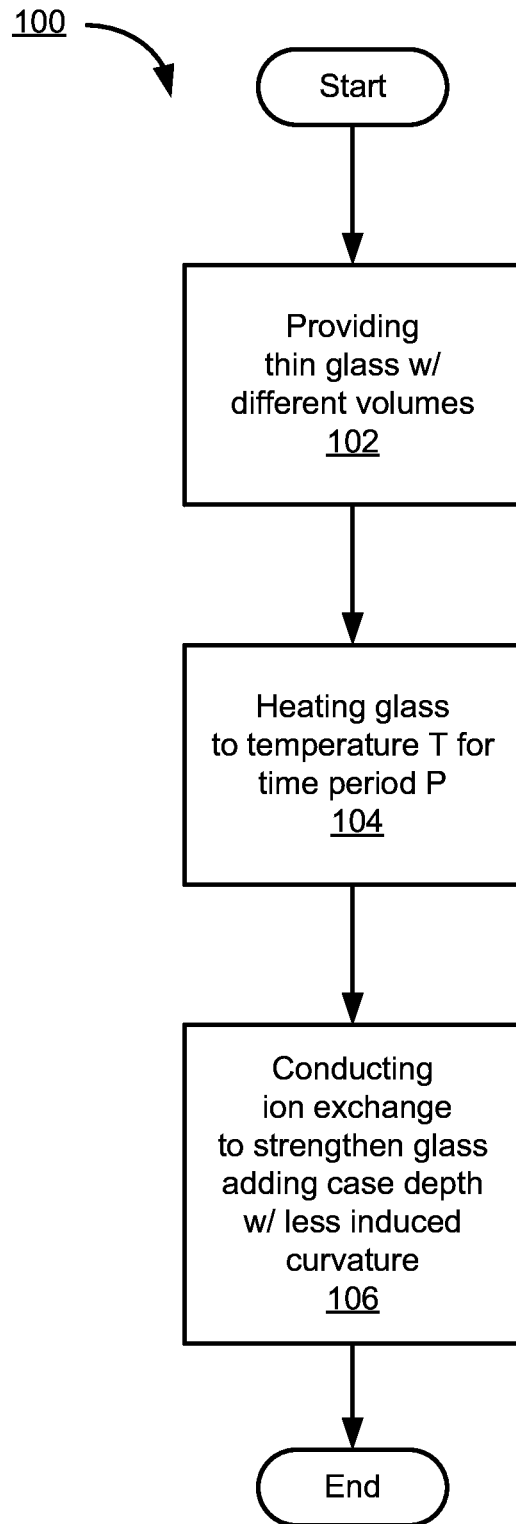 100
Start
Providing
thin glass w/
different volumes
102
Heating glass
to temperature T for
time period P
104
Conducting
ion exchange
to strengthen glass
adding case depth
w/ less induced
curvature
106
End